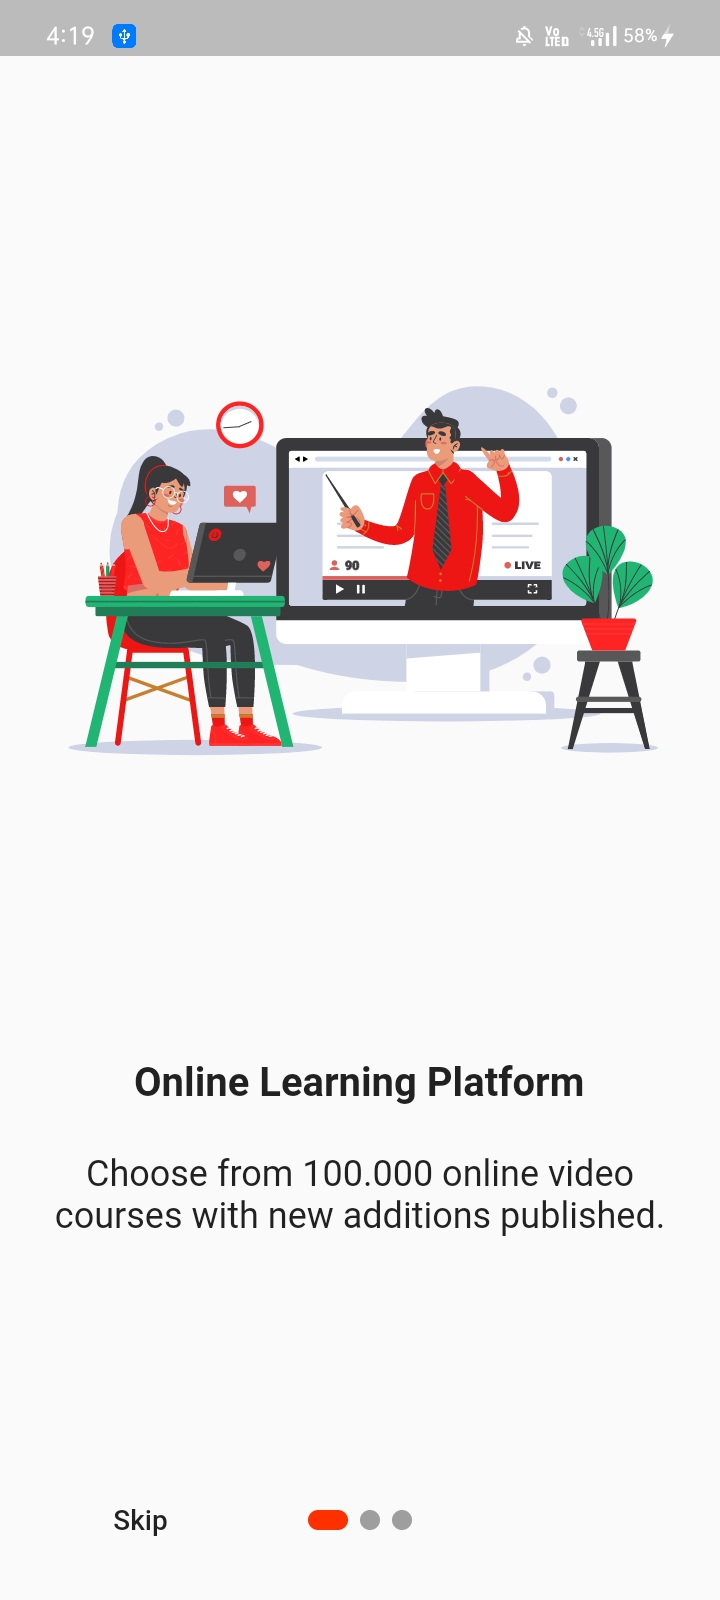 4:19 Vo LTE D 4.5G 58%
90 LIVE
Online Learning Platform
Choose from 100.000 online video
courses with new additions published.
Skip